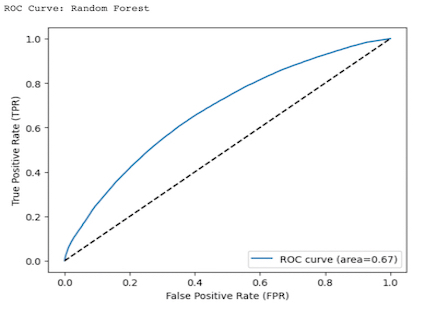 ROC Curve: Random Forest
1.0
0.8
0.6
0.4
0.2
0.0
True Positive Rate (TPR)
ROC curve (area=0.67)
0.0 0.2 0.4 0.6 0.8 1.0
False Positive Rate (FPR)